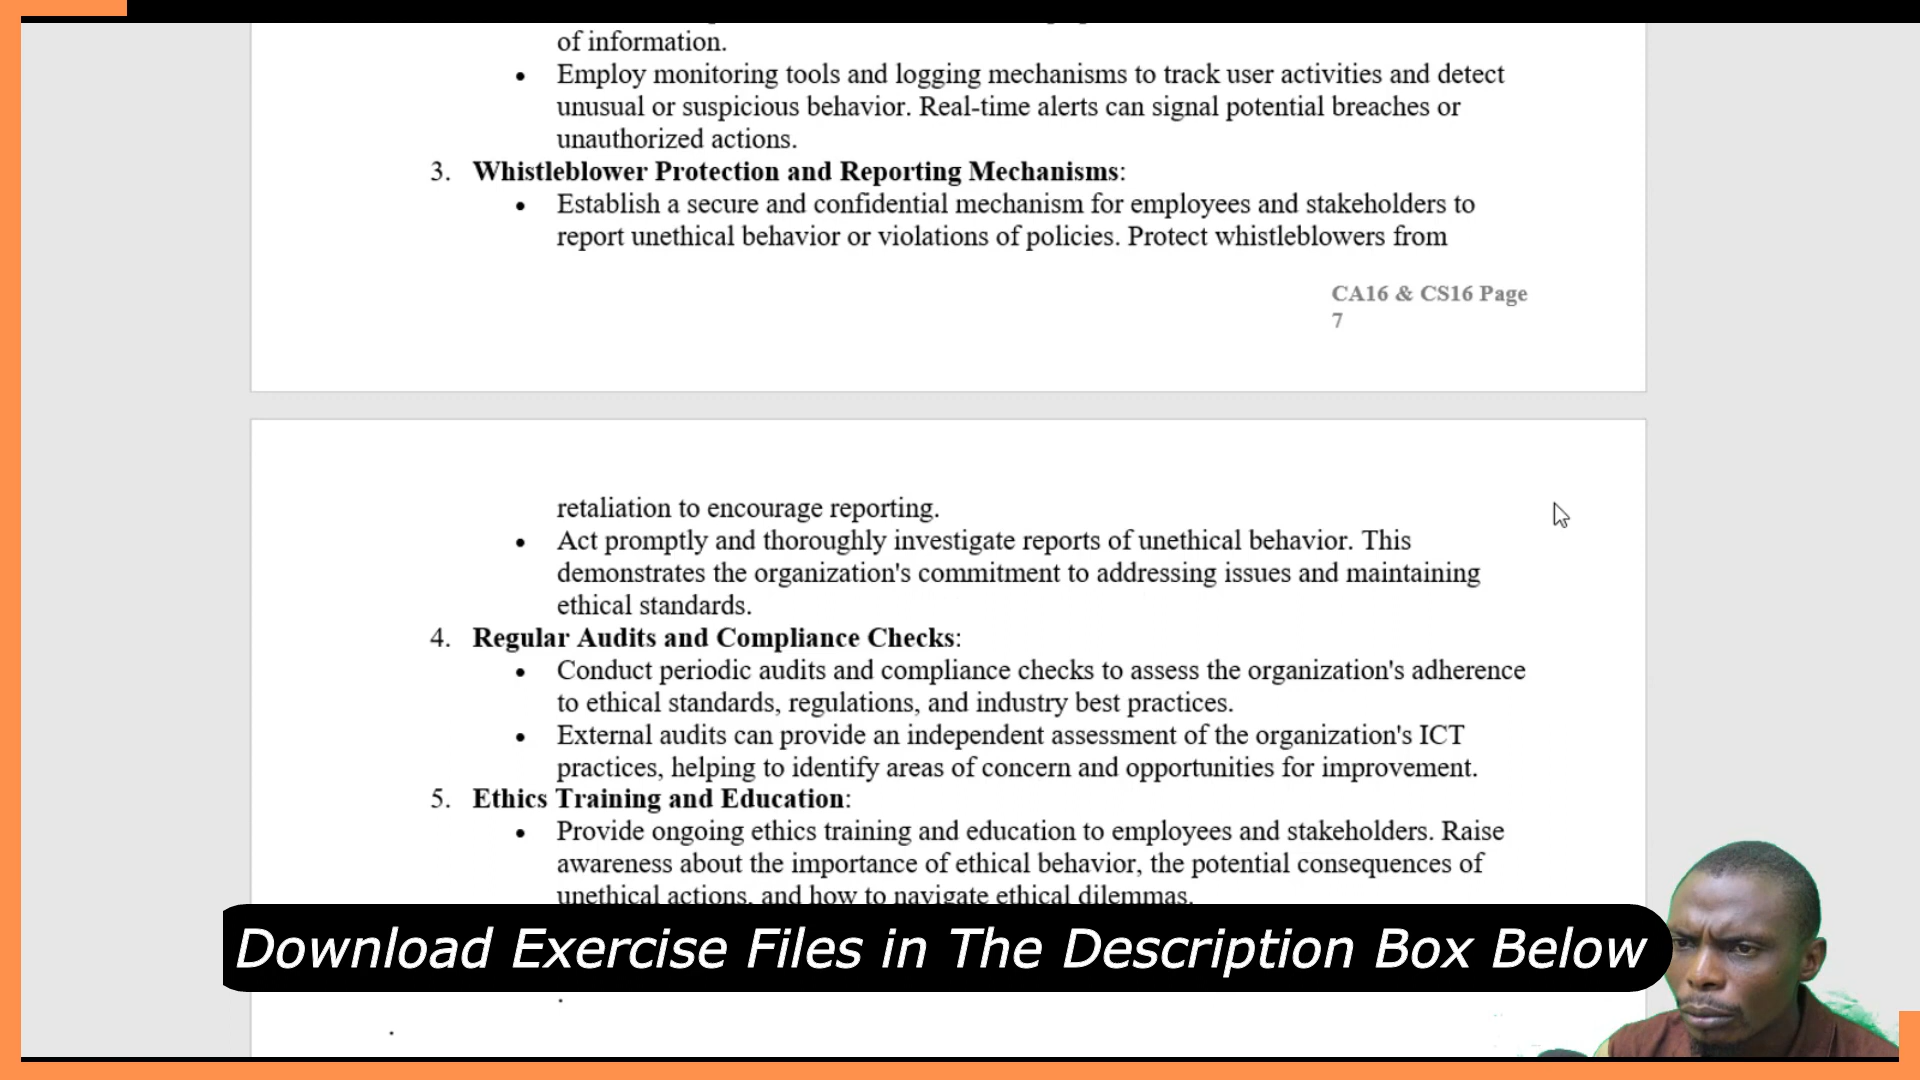 of information.
• Employ monitoring tools and logging mechanisms to track user activities and detect
unusual or suspicious behavior. Real-time alerts can signal potential breaches or
unauthorized actions.
3. Whistleblower Protection and Reporting Mechanisms:
• Establish a secure and confidential mechanism for employees and stakeholders to
report unethical behavior or violations of policies. Protect whistleblowers from
CA16 & CS16 Page
7
retaliation to encourage reporting.
• Act promptly and thoroughly investigate reports of unethical behavior. This
demonstrates the organization's commitment to addressing issues and maintaining
ethical standards.
4. Regular Audits and Compliance Checks:
• Conduct periodic audits and compliance checks to assess the organization's adherence
to ethical standards, regulations, and industry best practices.
• External audits can provide an independent assessment of the organization's ICT
practices, helping to identify areas of concern and opportunities for improvement.
5. Ethics Training and Education:
• Provide ongoing ethics training and education to employees and stakeholders. Raise
awareness about the importance of ethical behavior, the potential consequences of
unethical actions, and how to navigate ethical dilemmas.
Download Exercise Files in The Description Box Below